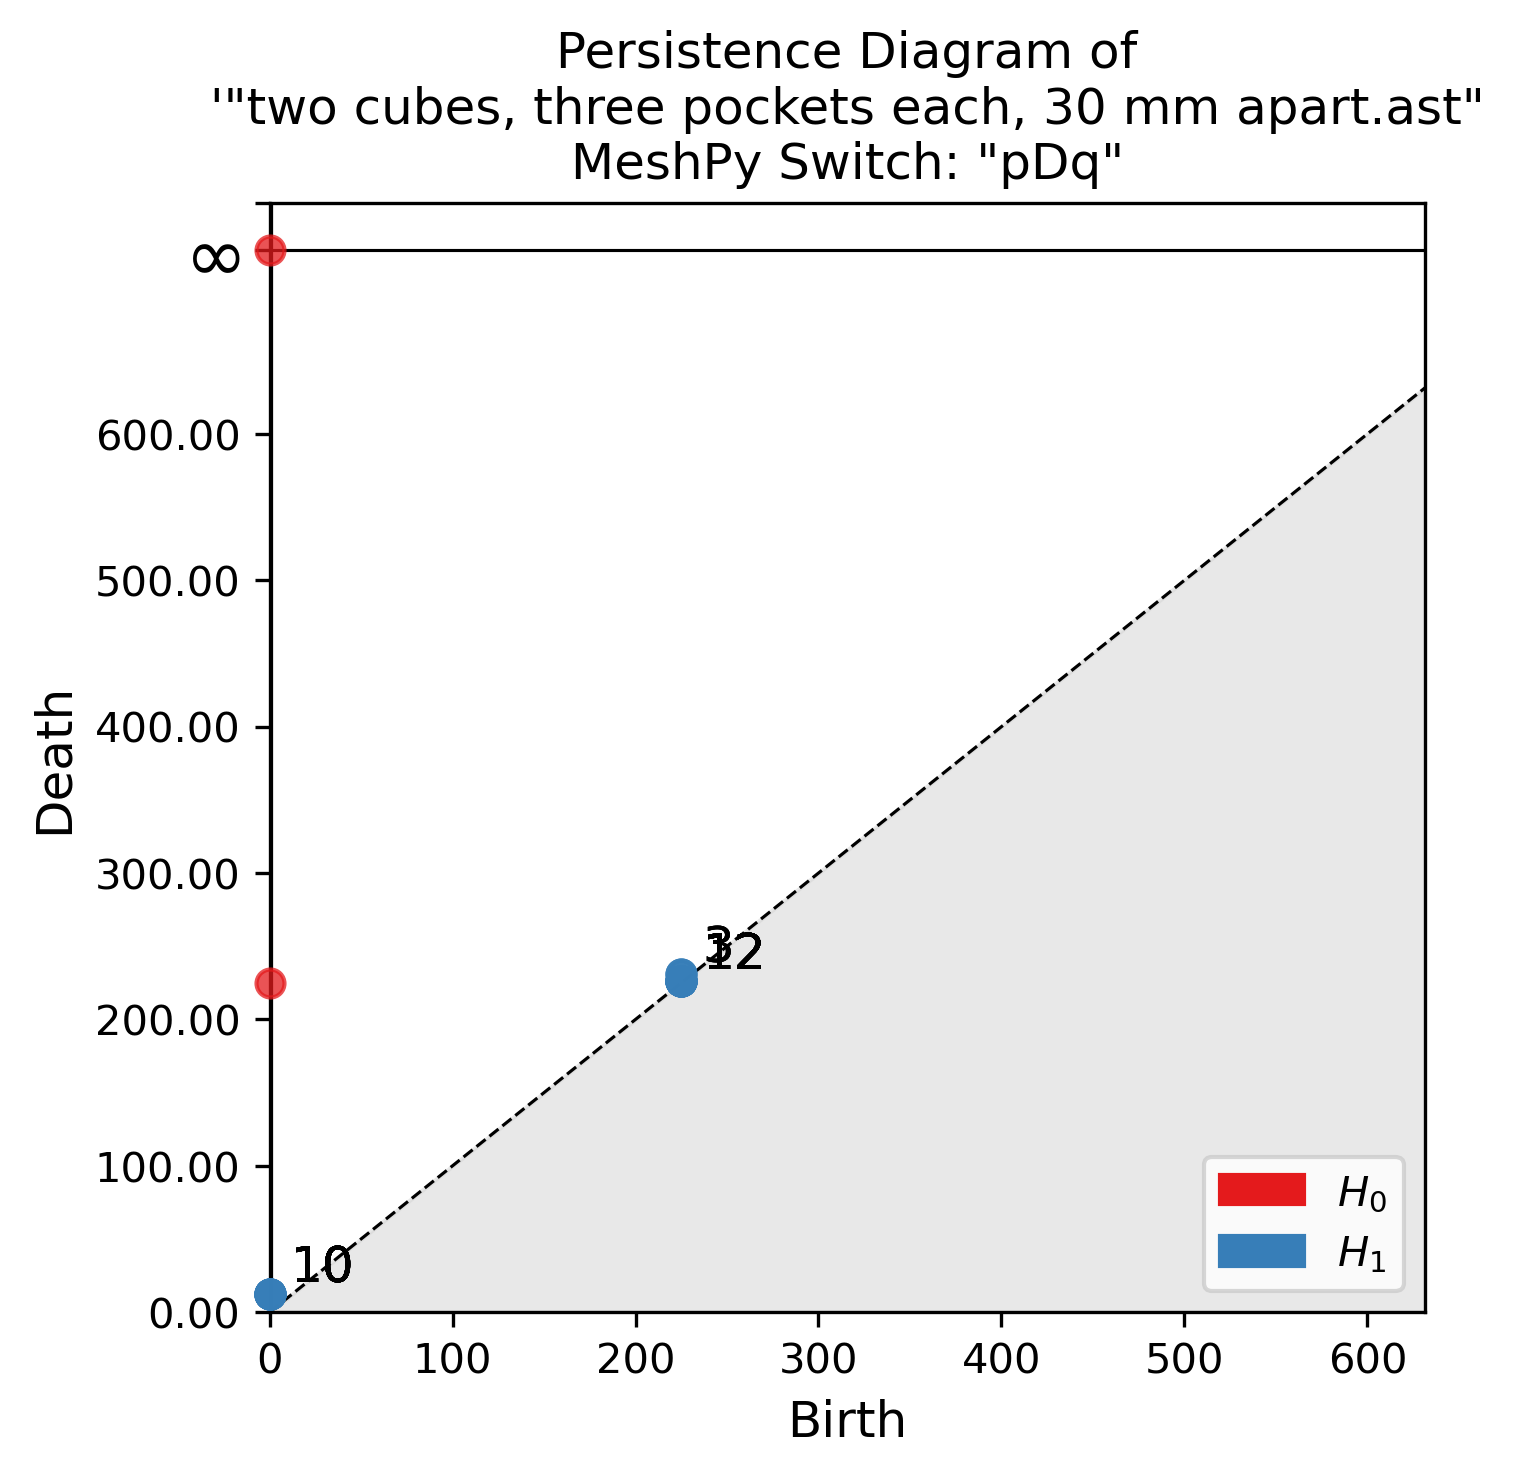 Persistence Diagram of
'"two cubes, three pockets each, 30 mm apart.ast"
MeshPy Switch: "pDq"
∞
600.00
500.00
400.00
300.00
200.00
100.00
0.00
Death
3
12
10
H₀
H₁
0 100 200 300 400 500 600
Birth